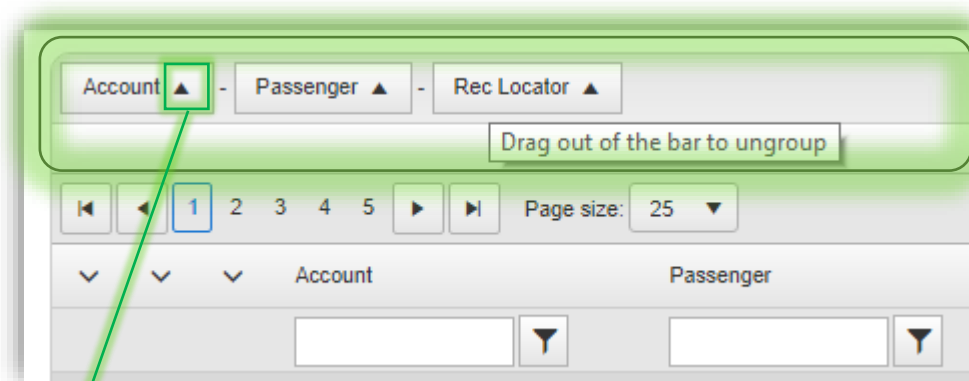 Account ▲ - Passenger ▲ - Rec Locator ▲
Drag out of the bar to ungroup
1 2 3 4 5 Page size: 25 ▼
Account Passenger